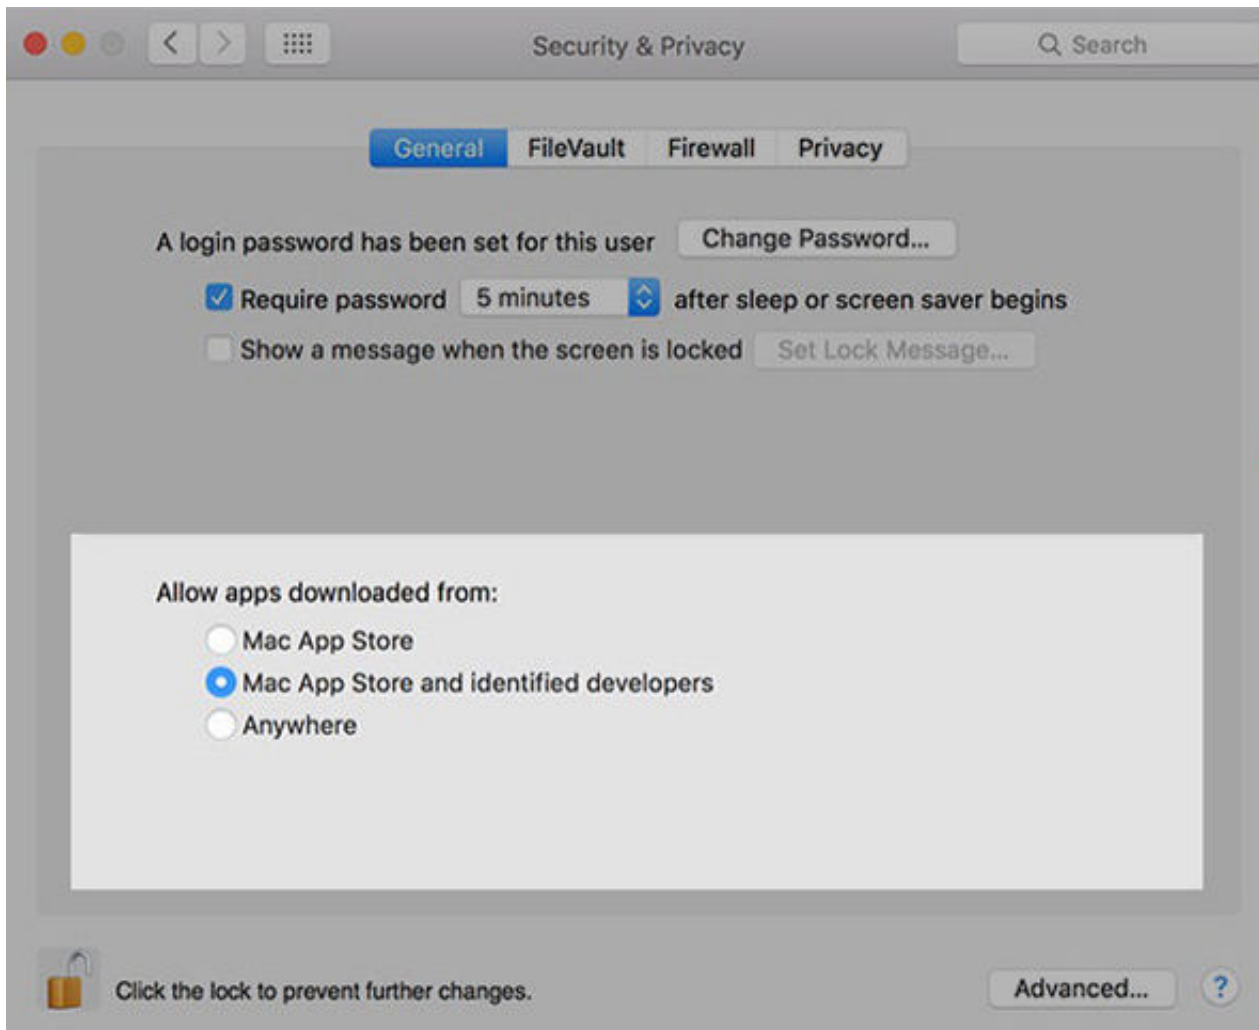 Security & Privacy
Search
General FileVault Firewall Privacy
A login password has been set for this user Change Password...
Require password 5 minutes after sleep or screen saver begins
Show a message when the screen is locked Set Lock Message...
Allow apps downloaded from:
Mac App Store
Mac App Store and identified developers
Anywhere
Click the lock to prevent further changes.
Advanced... ?